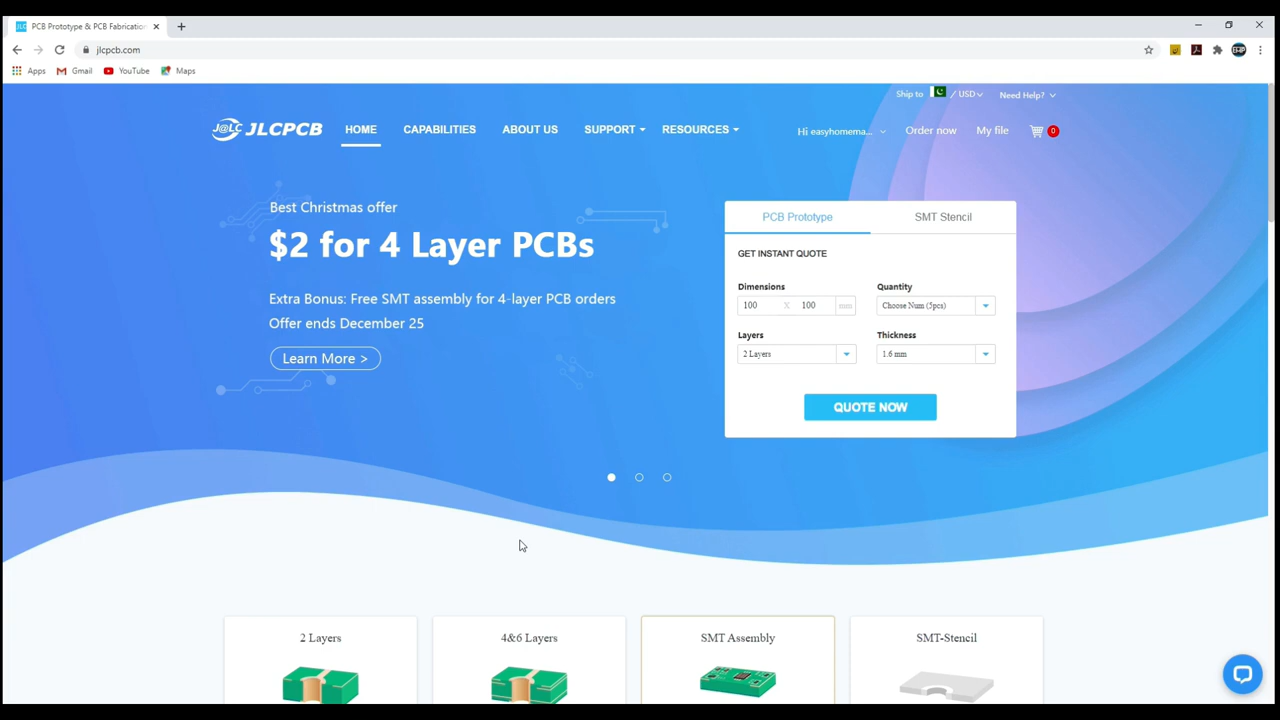 JLC PCB Prototype & PCB Fabrication
jlcpcb.com
Apps Gmail YouTube Maps
Ship to / USD Need Help?
J@LC JLCPCB HOME CAPABILITIES ABOUT US SUPPORT RESOURCES Hi easyhomema... Order now My file 0
Best Christmas offer
$2 for 4 Layer PCBs
Extra Bonus: Free SMT assembly for 4-layer PCB orders
Offer ends December 25
Learn More >
PCB Prototype SMT Stencil
GET INSTANT QUOTE
Dimensions Quantity
100 X 100 mm Choose Num (5pcs)
Layers Thickness
2 Layers 1.6 mm
QUOTE NOW
2 Layers 4&6 Layers SMT Assembly SMT-Stencil